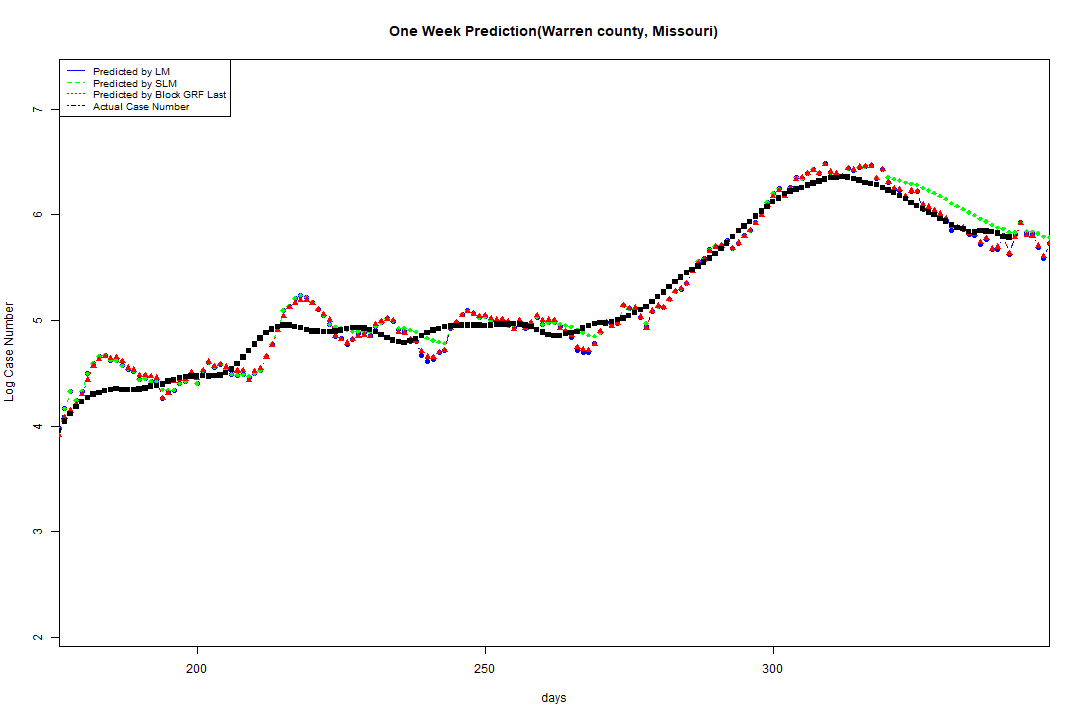 One Week Prediction(Warren county, Missouri)
Predicted by LM
Predicted by SLM
Predicted by Block GRF Last
Actual Case Number
7
6
5
4
3
2
Log Case Number
200 250 300
days